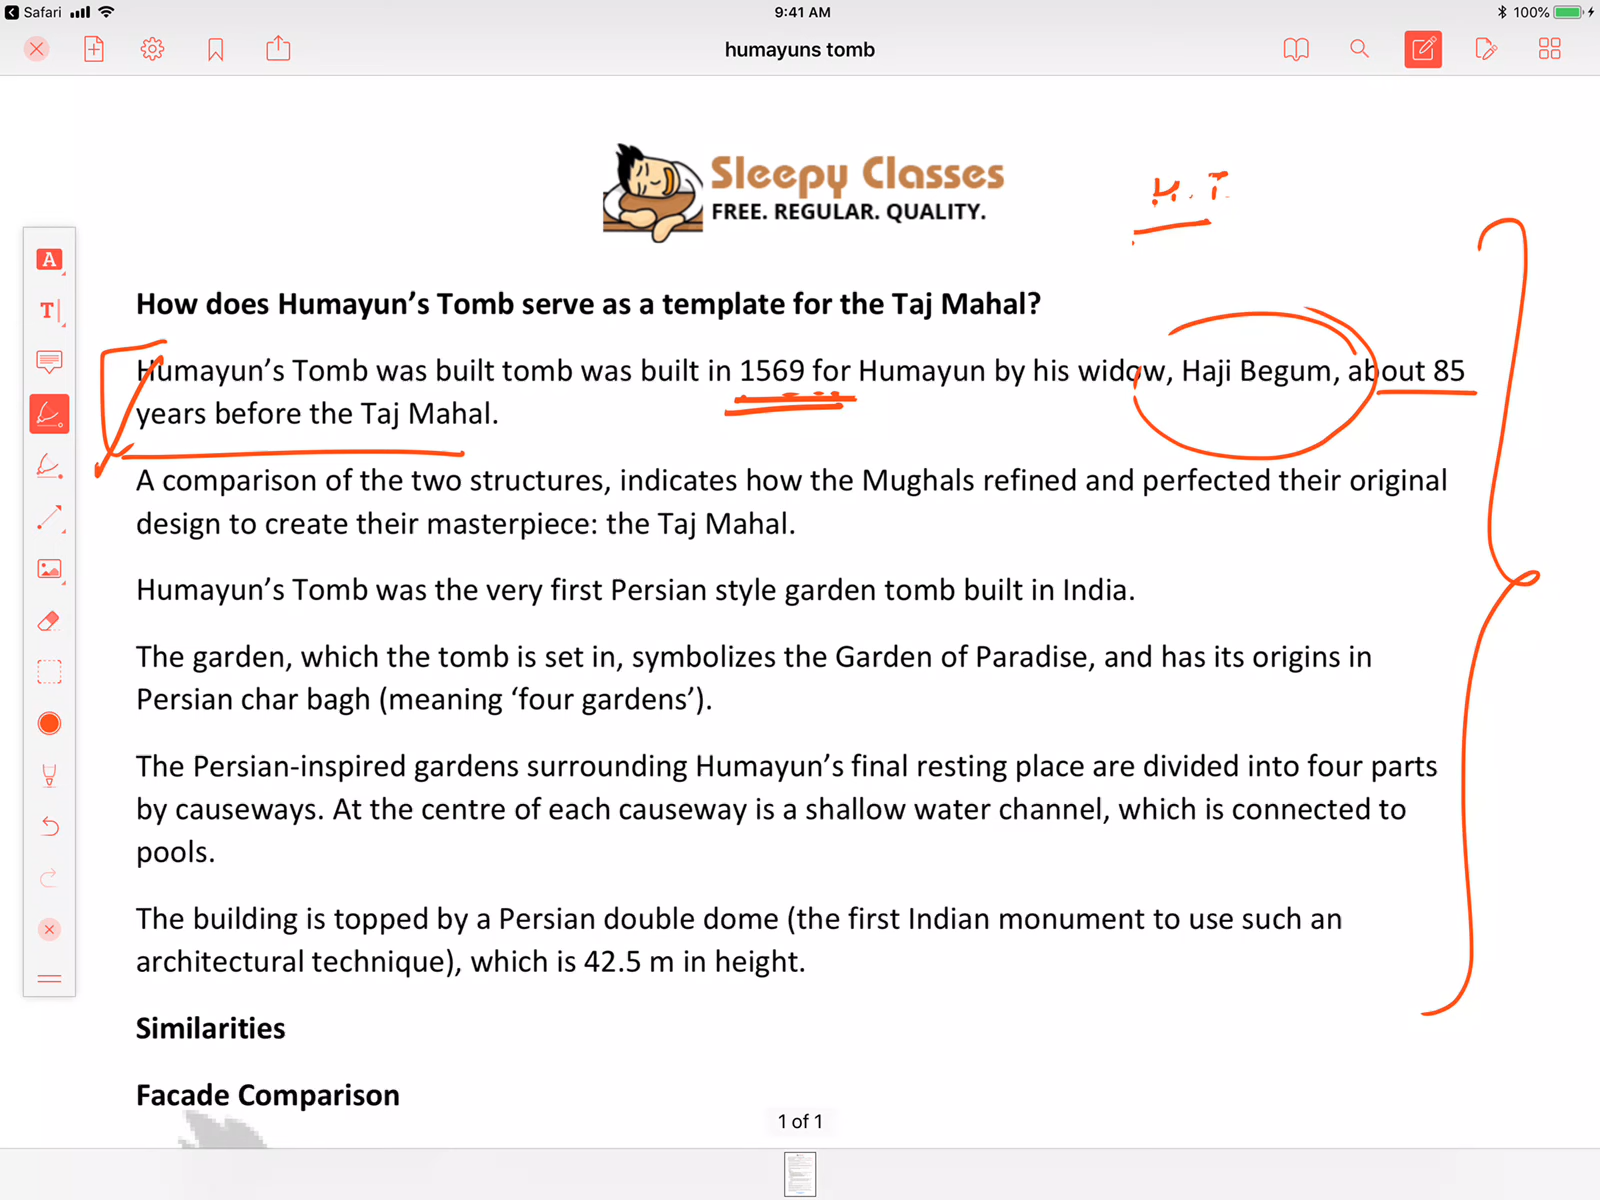 Safari
9:41 AM
100%
humayuns tomb
Sleepy Classes
FREE. REGULAR. QUALITY.
H. T.
How does Humayun’s Tomb serve as a template for the Taj Mahal?
Humayun’s Tomb was built tomb was built in 1569 for Humayun by his widow, Haji Begum, about 85
years before the Taj Mahal.
A comparison of the two structures, indicates how the Mughals refined and perfected their original
design to create their masterpiece: the Taj Mahal.
Humayun’s Tomb was the very first Persian style garden tomb built in India.
The garden, which the tomb is set in, symbolizes the Garden of Paradise, and has its origins in
Persian char bagh (meaning ‘four gardens’).
The Persian-inspired gardens surrounding Humayun’s final resting place are divided into four parts
by causeways. At the centre of each causeway is a shallow water channel, which is connected to
pools.
The building is topped by a Persian double dome (the first Indian monument to use such an
architectural technique), which is 42.5 m in height.
Similarities
Facade Comparison
1 of 1
A
T